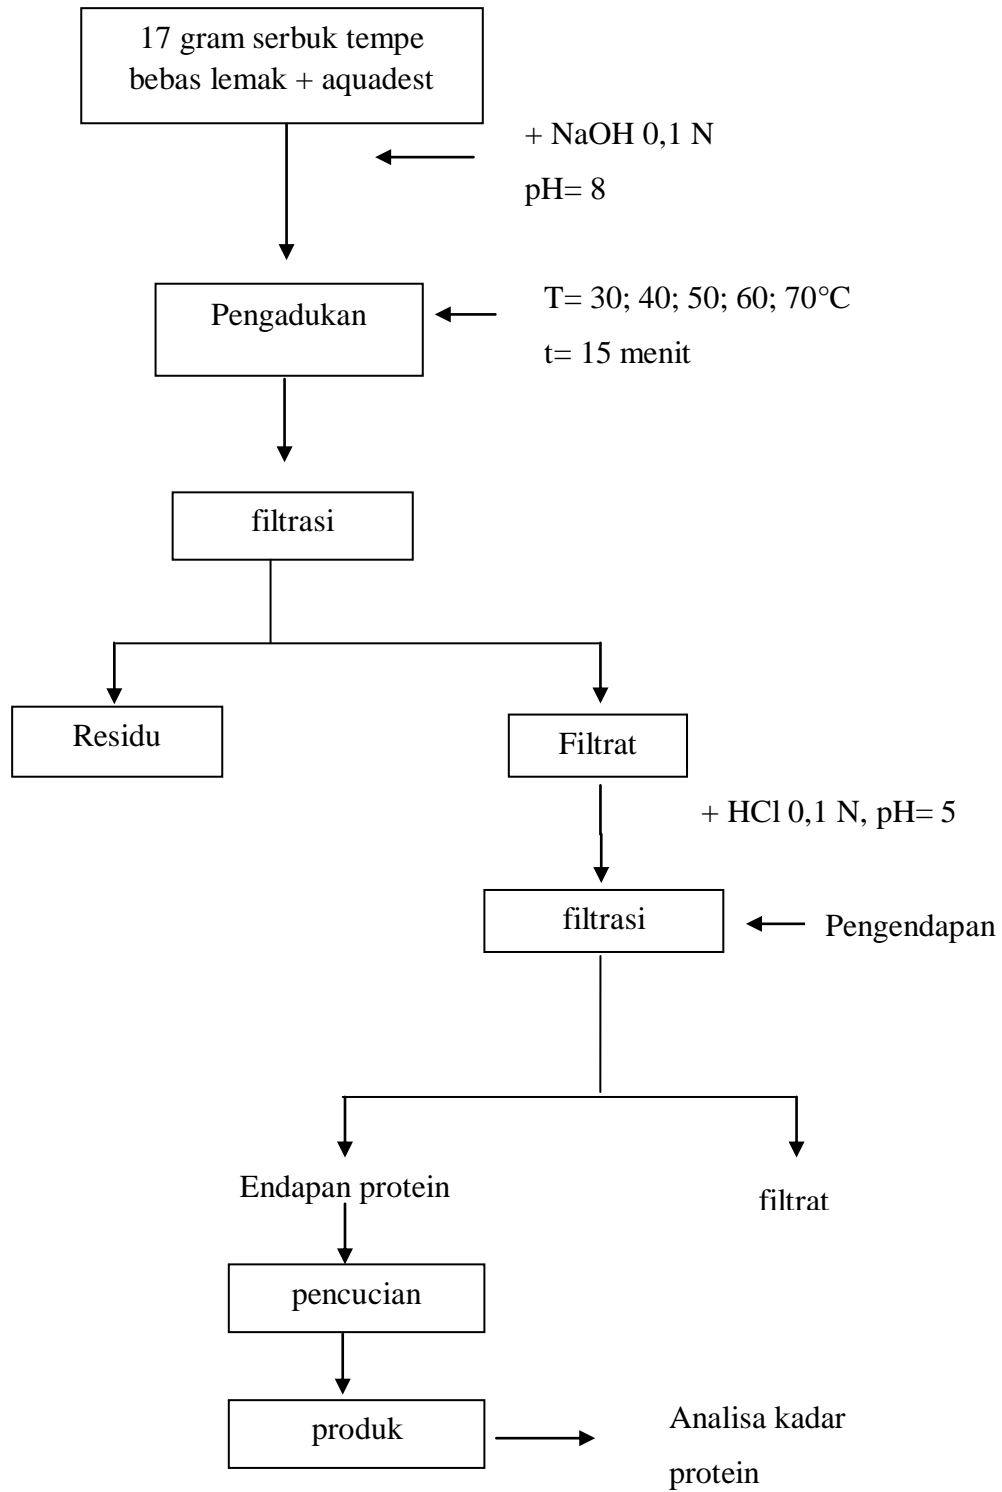 17 gram serbuk tempe
bebas lemak + aquadest
+ NaOH 0,1 N
pH= 8
Pengadukan
T= 30; 40; 50; 60; 70°C
t= 15 menit
filtrasi
Residu
Filtrat
+ HCl 0,1 N, pH= 5
filtrasi
Pengendapan
Endapan protein
filtrat
pencucian
produk
Analisa kadar
protein